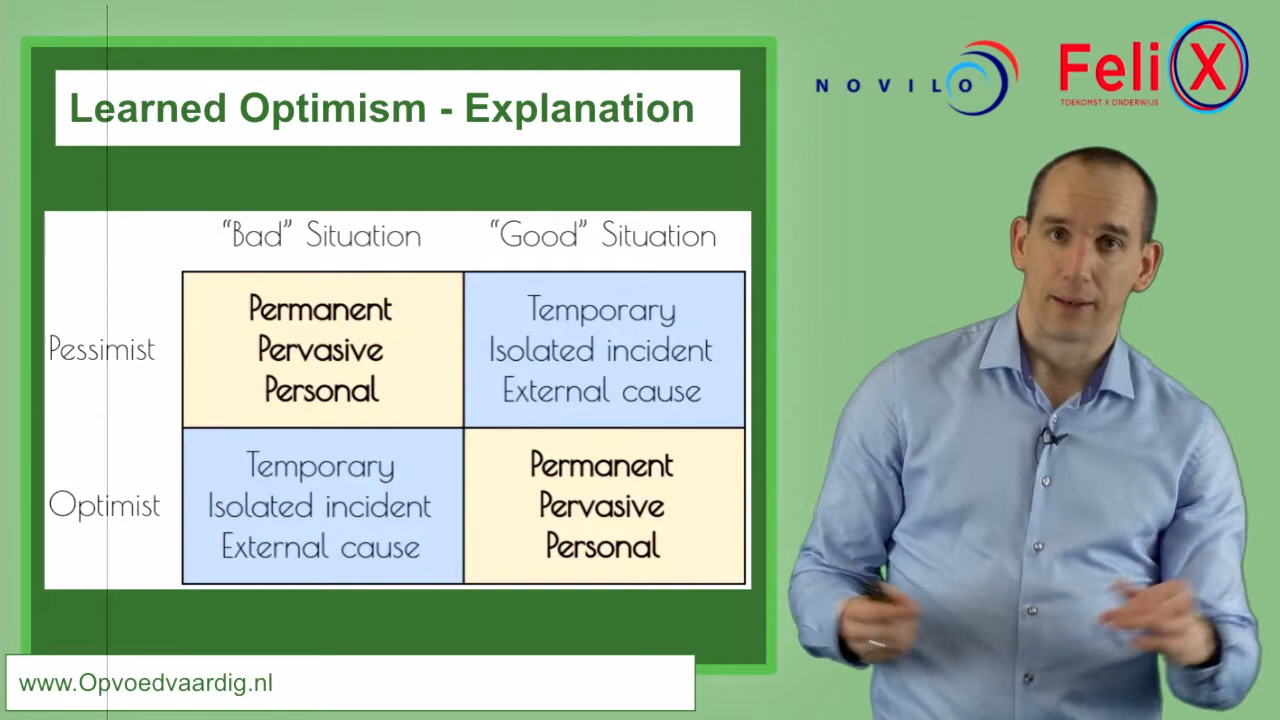 Learned Optimism - Explanation
NOVILO
FeliX
TOEKOMST X ONDERWIJS
“Bad” Situation
“Good” Situation
Pessimist
Permanent
Pervasive
Personal
Temporary
Isolated incident
External cause
Optimist
Temporary
Isolated incident
External cause
Permanent
Pervasive
Personal
www.Opvoedvaardig.nl